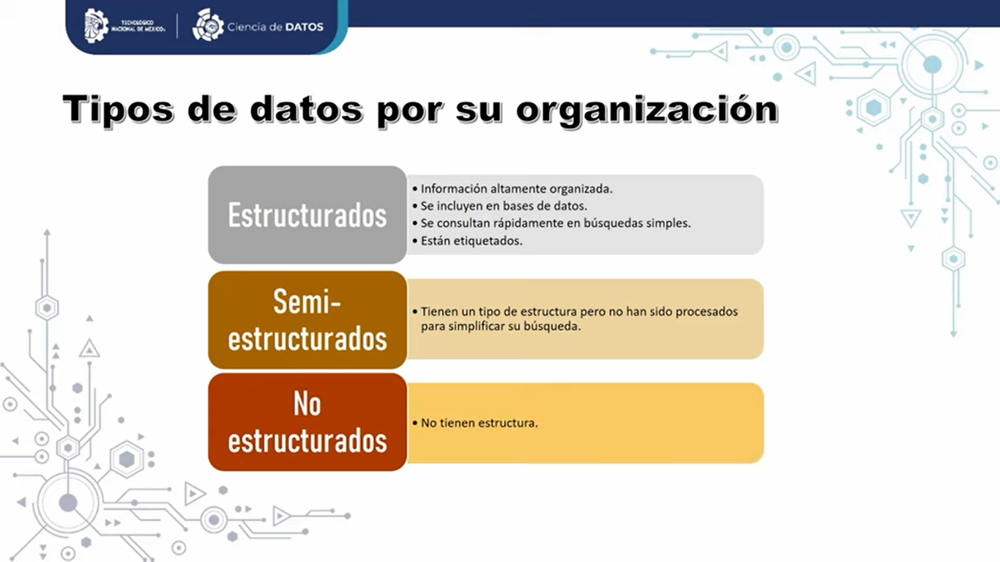 TECNOLÓGICO
NACIONAL DE MÉXICO®
Ciencia de DATOS
Tipos de datos por su organización
Estructurados
• Información altamente organizada.
• Se incluyen en bases de datos.
• Se consultan rápidamente en búsquedas simples.
• Están etiquetados.
Semi-
estructurados
• Tienen un tipo de estructura pero no han sido procesados
para simplificar su búsqueda.
No
estructurados
• No tienen estructura.